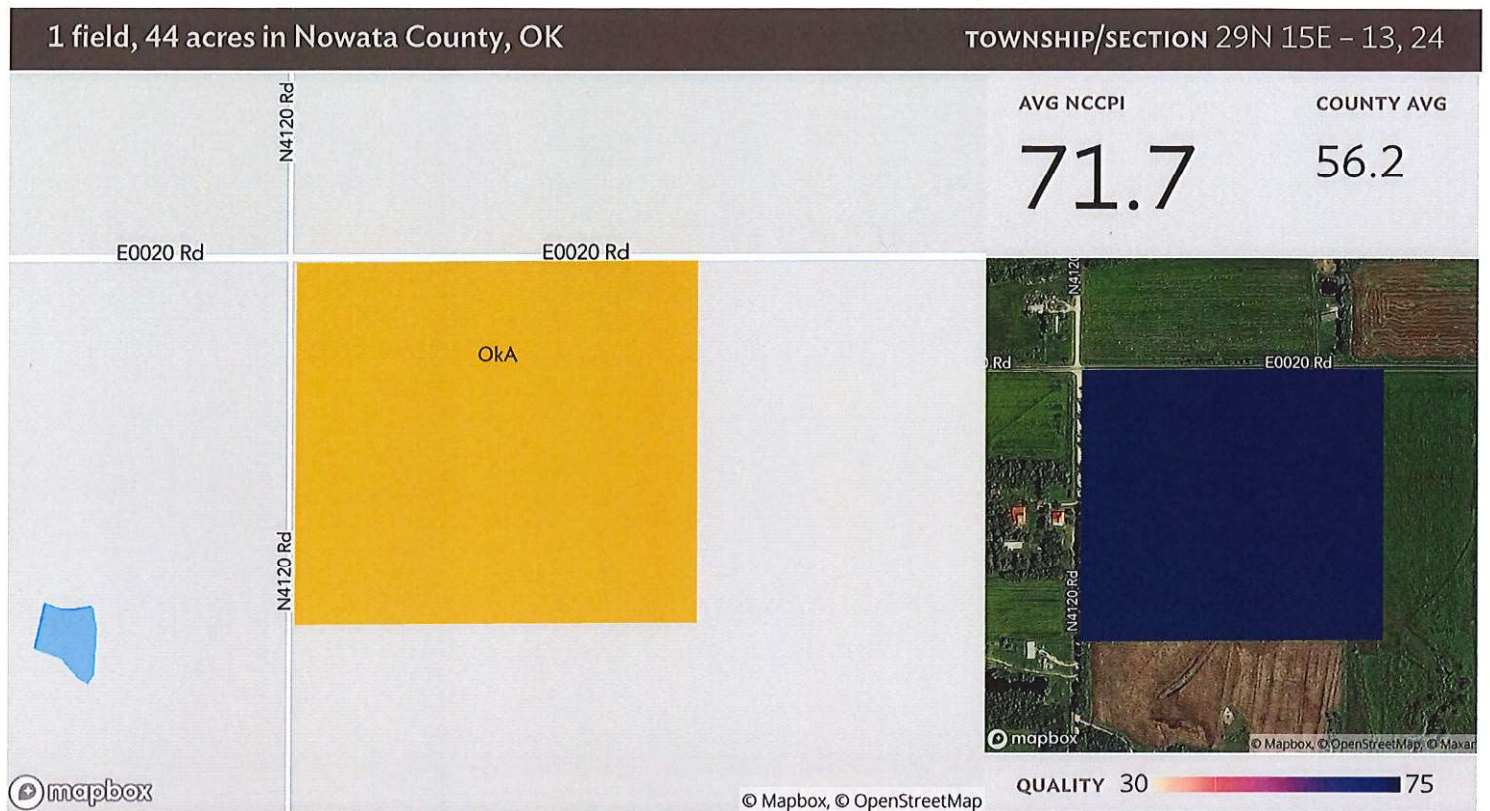 1 field, 44 acres in Nowata County, OK
TOWNSHIP/SECTION 29N 15E – 13, 24
N4120 Rd
E0020 Rd
E0020 Rd
OkA
N4120 Rd
mapbox
© Mapbox, © OpenStreetMap
AVG NCCPI
COUNTY AVG
71.7
56.2
N4120
Rd
E0020 Rd
N4120 Rd
mapbox
© Mapbox, © OpenStreetMap, © Maxar
QUALITY 30
75